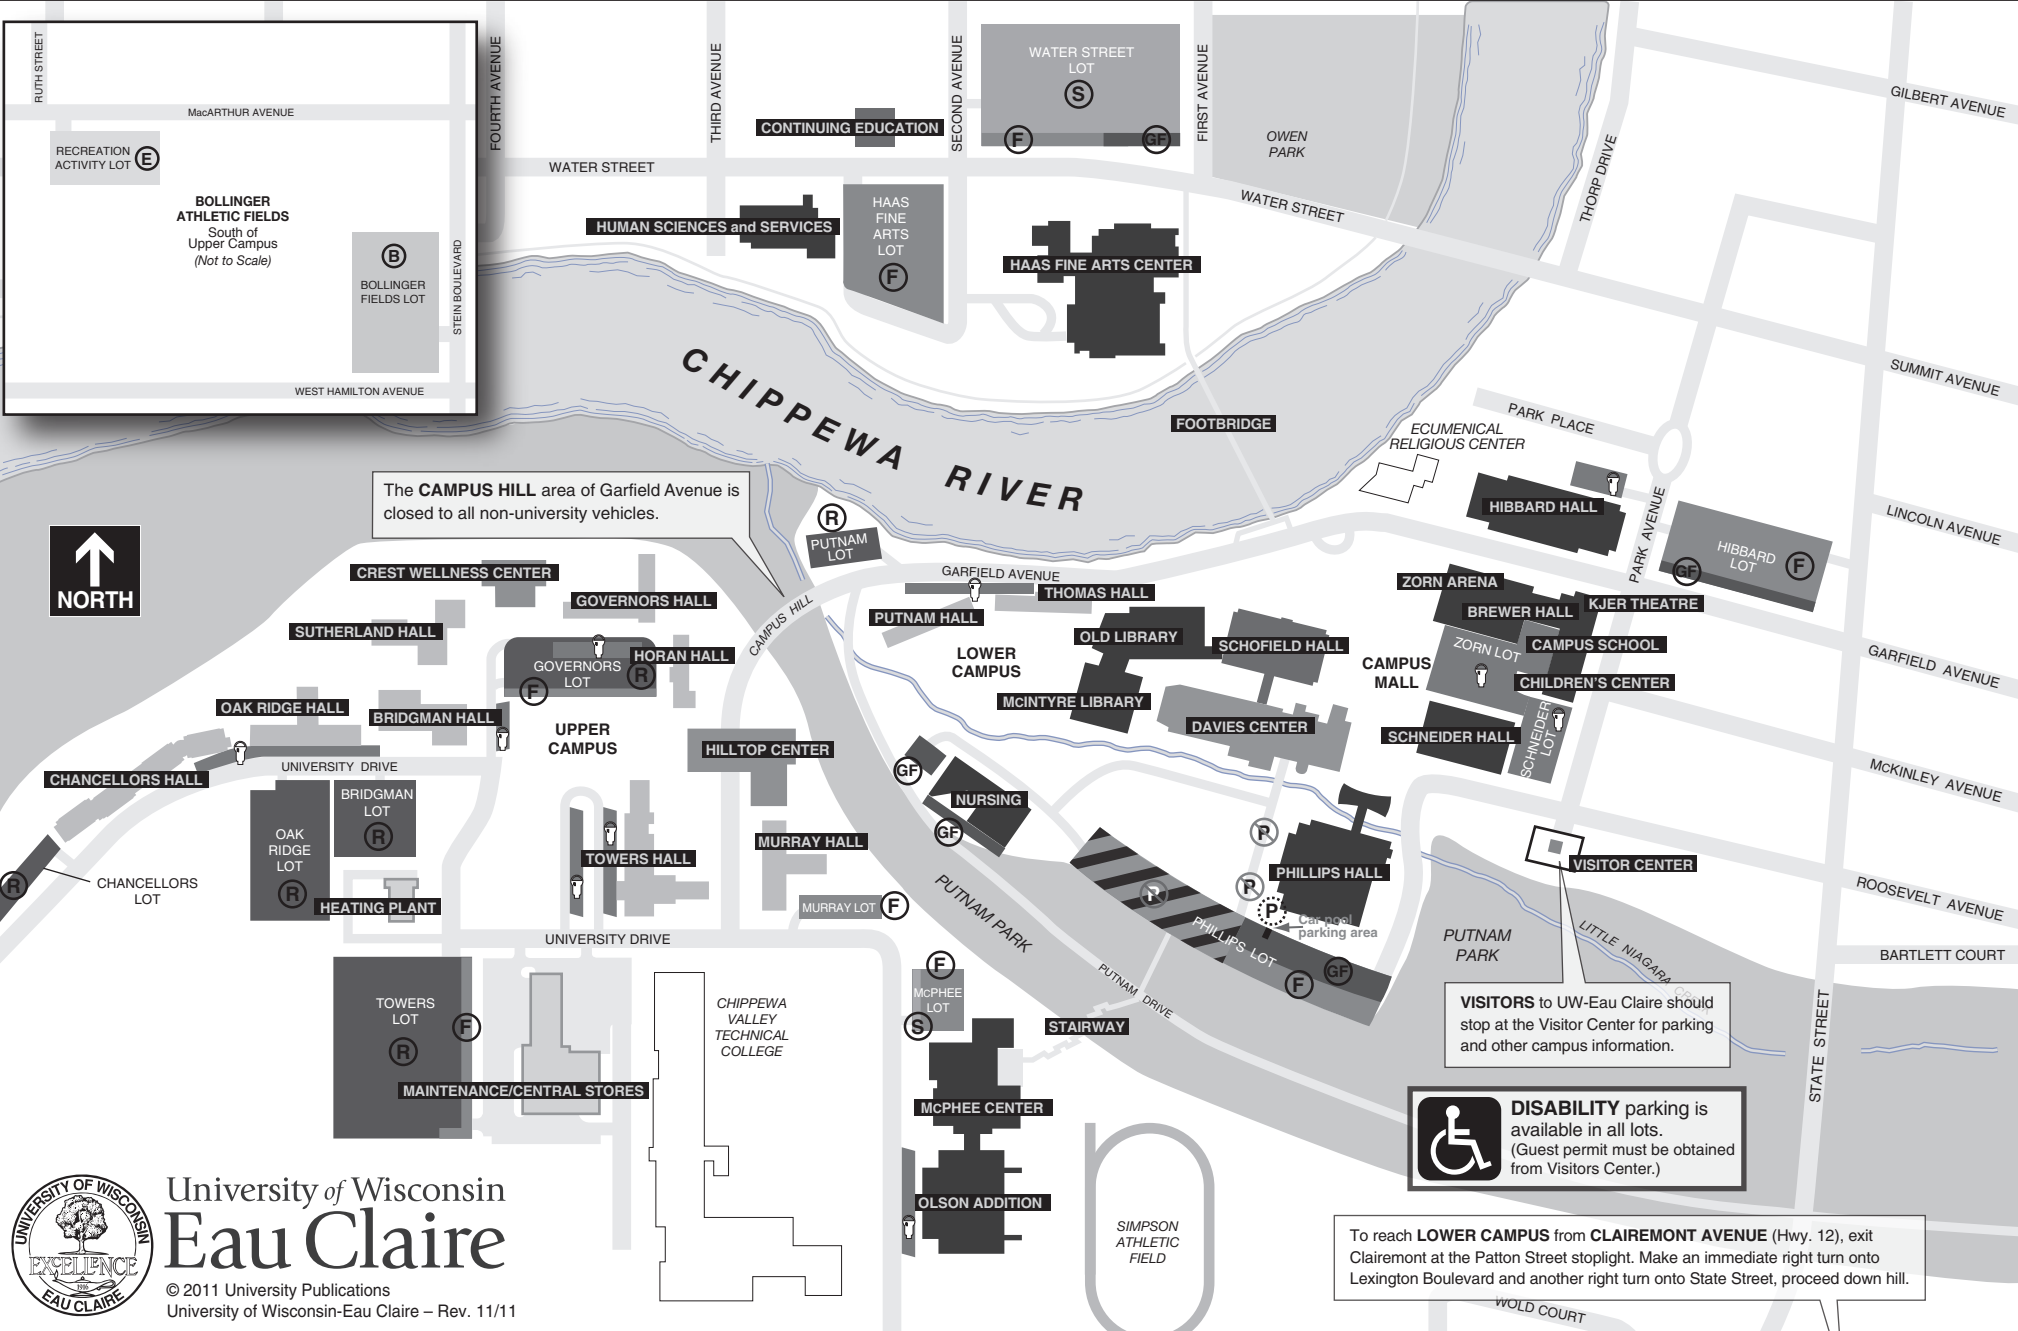 RUTH STREET
MacARTHUR AVENUE
RECREATION
ACTIVITY LOT
E
BOLLINGER
ATHLETIC FIELDS
South of
Upper Campus
(Not to Scale)
B
BOLLINGER
FIELDS LOT
STEIN BOULEVARD
WEST HAMILTON AVENUE
FOURTH AVENUE
THIRD AVENUE
SECOND AVENUE
FIRST AVENUE
WATER STREET
LOT
S
F
GF
CONTINUING EDUCATION
WATER STREET
OWEN
PARK
WATER STREET
THORP DRIVE
GILBERT AVENUE
HUMAN SCIENCES and SERVICES
HAAS
FINE
ARTS
LOT
F
HAAS FINE ARTS CENTER
SUMMIT AVENUE
CHIPPEWA RIVER
FOOTBRIDGE
PARK PLACE
ECUMENICAL
RELIGIOUS CENTER
HIBBARD HALL
PARK AVENUE
LINCOLN AVENUE
HIBBARD
LOT
F
GF
The CAMPUS HILL area of Garfield Avenue is
closed to all non-university vehicles.
NORTH
R
PUTNAM
LOT
GARFIELD AVENUE
CREST WELLNESS CENTER
GOVERNORS HALL
SUTHERLAND HALL
HORAN HALL
GOVERNORS
LOT
R
F
CAMPUS HILL
THOMAS HALL
PUTNAM HALL
LOWER
CAMPUS
OLD LIBRARY
SCHOFIELD HALL
McINTYRE LIBRARY
DAVIES CENTER
CAMPUS
MALL
ZORN ARENA
BREWER HALL
KJER THEATRE
ZORN LOT
CAMPUS SCHOOL
CHILDREN'S CENTER
SCHNEIDER HALL
SCHNEIDER
LOT
GARFIELD AVENUE
McKINLEY AVENUE
OAK RIDGE HALL
BRIDGMAN HALL
UPPER
CAMPUS
HILLTOP CENTER
CHANCELLORS HALL
UNIVERSITY DRIVE
BRIDGMAN
LOT
R
OAK
RIDGE
LOT
R
R
CHANCELLORS
LOT
HEATING PLANT
TOWERS HALL
MURRAY HALL
MURRAY LOT
F
UNIVERSITY DRIVE
GF
NURSING
GF
PUTNAM PARK
P
P
P
P
PHILLIPS HALL
Car pool
parking area
PHILLIPS LOT
F
GF
PUTNAM DRIVE
VISITOR CENTER
PUTNAM
PARK
LITTLE NIAGARA CREEK
ROOSEVELT AVENUE
BARTLETT COURT
STATE STREET
VISITORS to UW-Eau Claire should
stop at the Visitor Center for parking
and other campus information.
TOWERS
LOT
F
R
MAINTENANCE/CENTRAL STORES
CHIPPEWA
VALLEY
TECHNICAL
COLLEGE
F
McPHEE
LOT
S
STAIRWAY
McPHEE CENTER
OLSON ADDITION
SIMPSON
ATHLETIC
FIELD
DISABILITY parking is
available in all lots.
(Guest permit must be obtained
from Visitors Center.)
To reach LOWER CAMPUS from CLAIREMONT AVENUE (Hwy. 12), exit
Clairemont at the Patton Street stoplight. Make an immediate right turn onto
Lexington Boulevard and another right turn onto State Street, proceed down hill.
WOLD COURT
UNIVERSITY OF WISCONSIN
EXCELLENCE
1916
EAU CLAIRE
University of Wisconsin
Eau Claire
© 2011 University Publications
University of Wisconsin-Eau Claire – Rev. 11/11